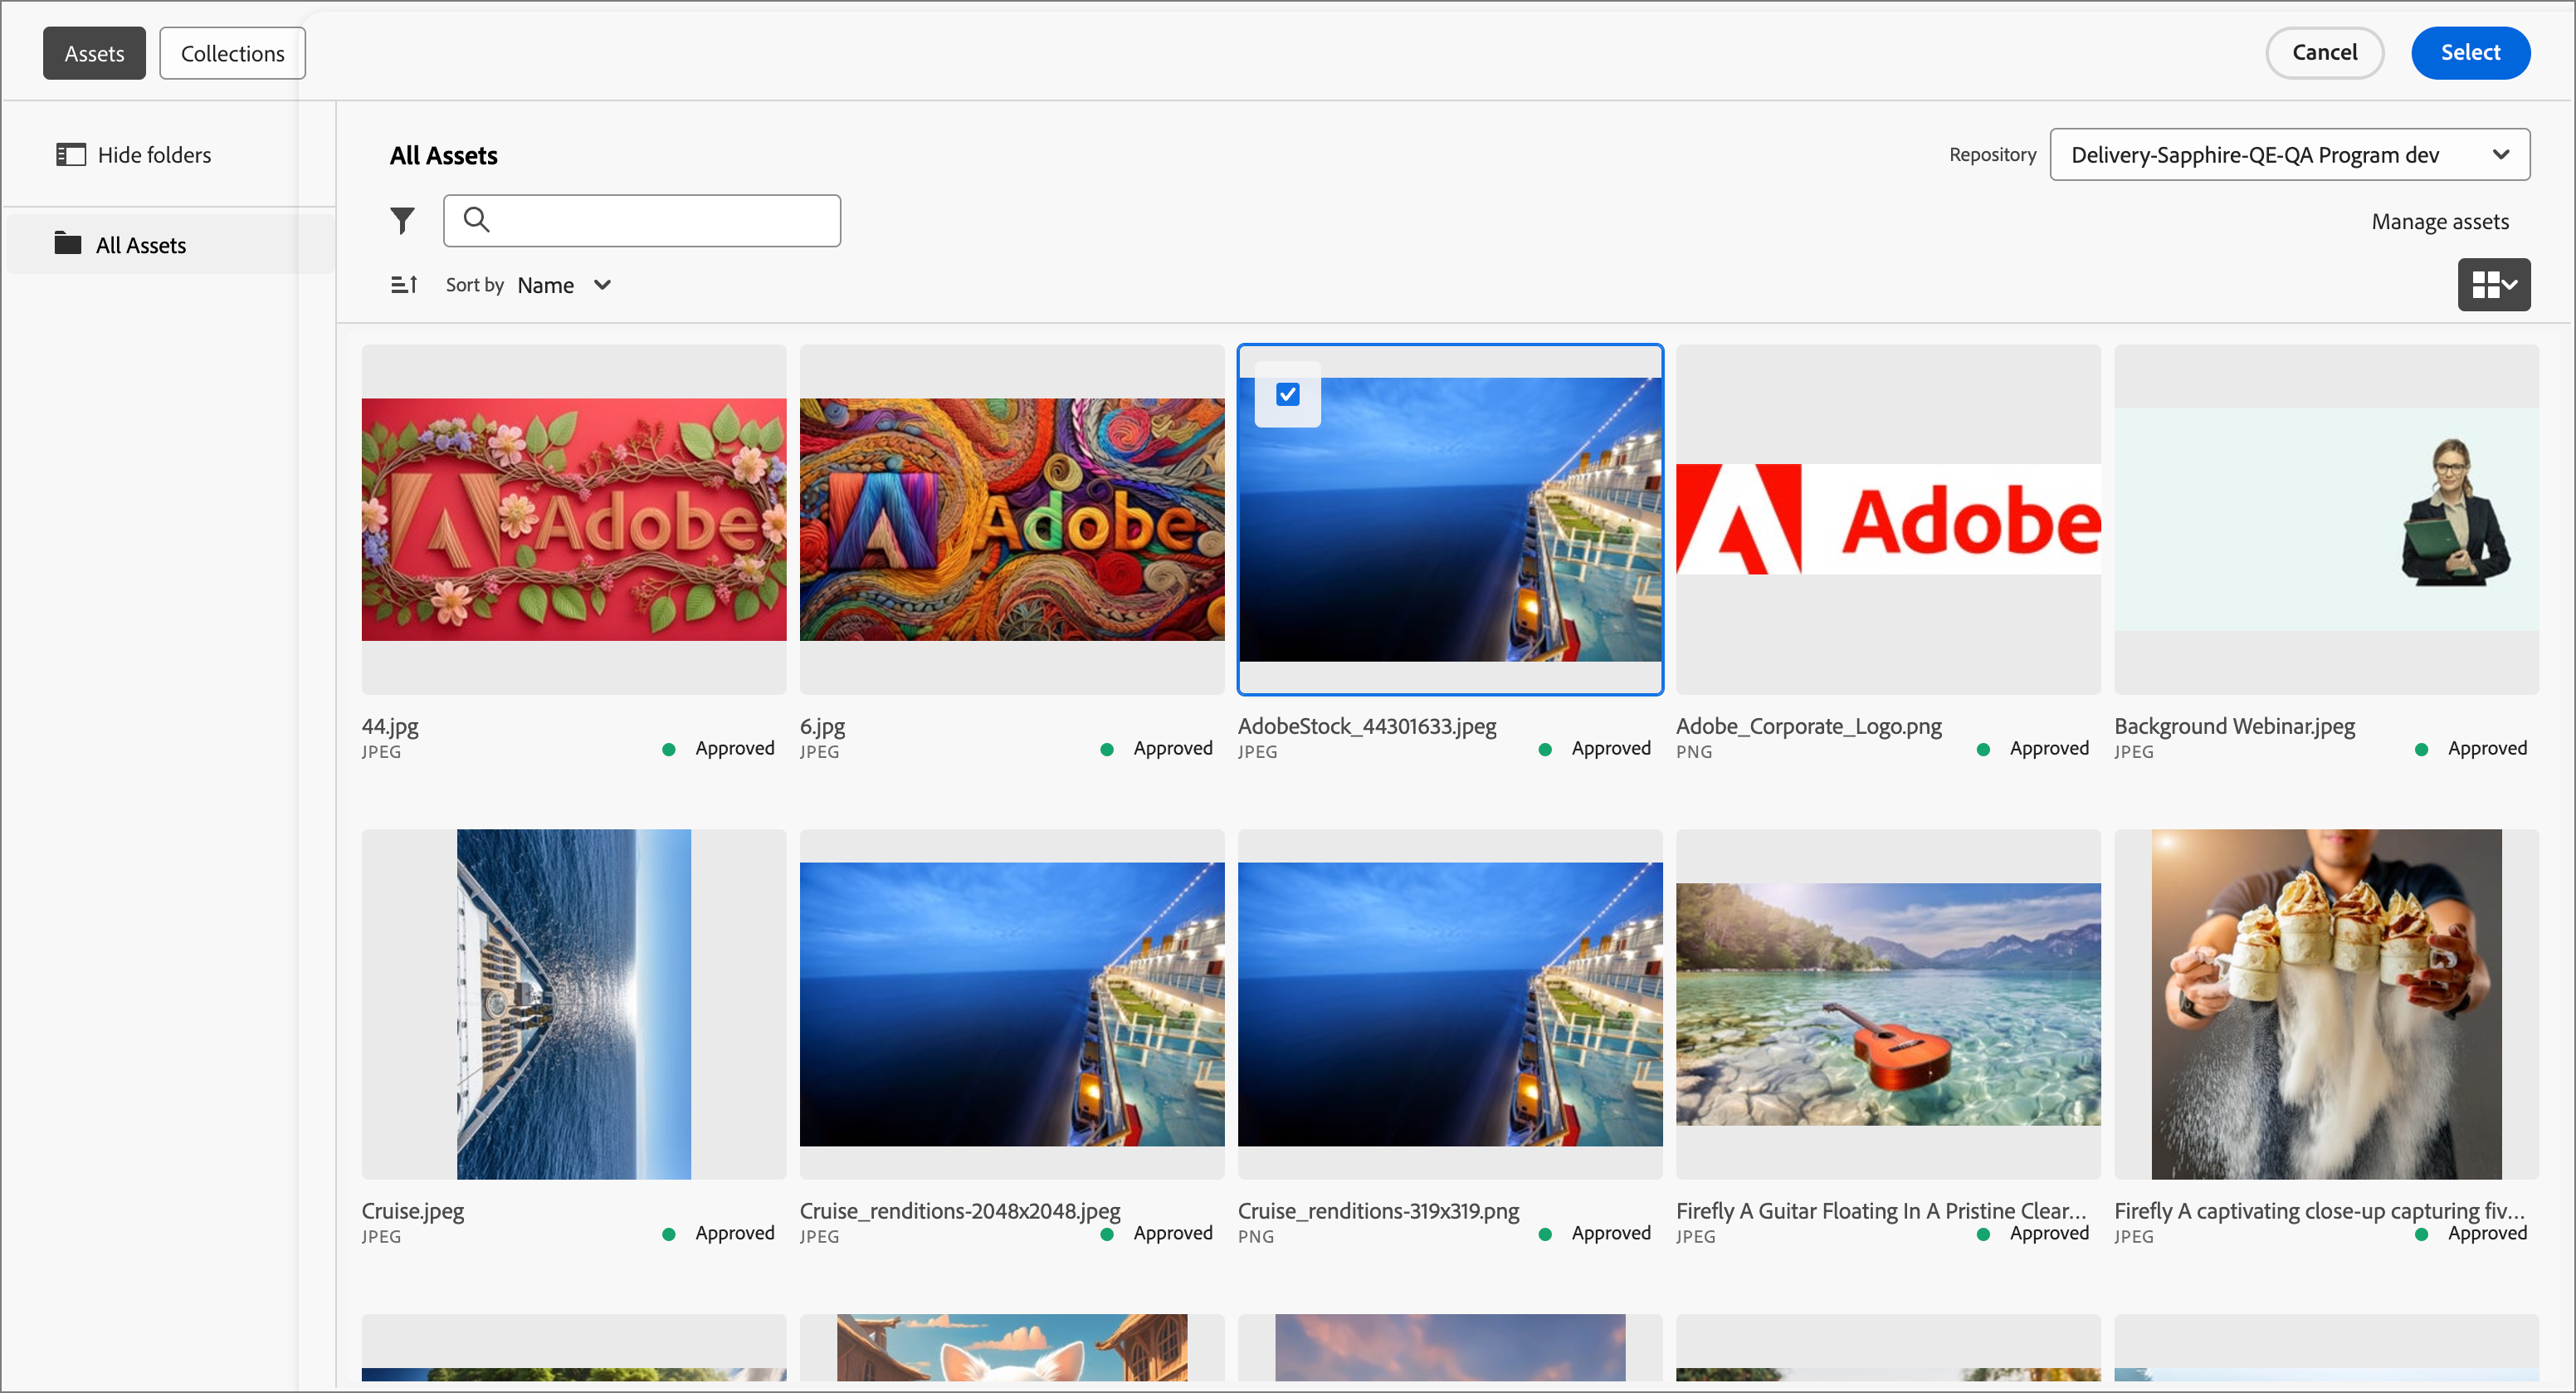 Assets
Collections
Cancel
Select
Hide folders
All Assets
All Assets
Repository
Delivery-Sapphire-QE-QA Program dev
Manage assets
Sort by Name
Adobe
Adobe
Adobe
44.jpg
JPEG
Approved
6.jpg
JPEG
Approved
AdobeStock_44301633.jpeg
JPEG
Approved
Adobe_Corporate_Logo.png
PNG
Approved
Background Webinar.jpeg
JPEG
Approved
Cruise.jpeg
JPEG
Approved
Cruise_renditions-2048x2048.jpeg
JPEG
Approved
Cruise_renditions-319x319.png
PNG
Approved
Firefly A Guitar Floating In A Pristine Clear...
JPEG
Approved
Firefly A captivating close-up capturing fiv...
JPEG
Approved